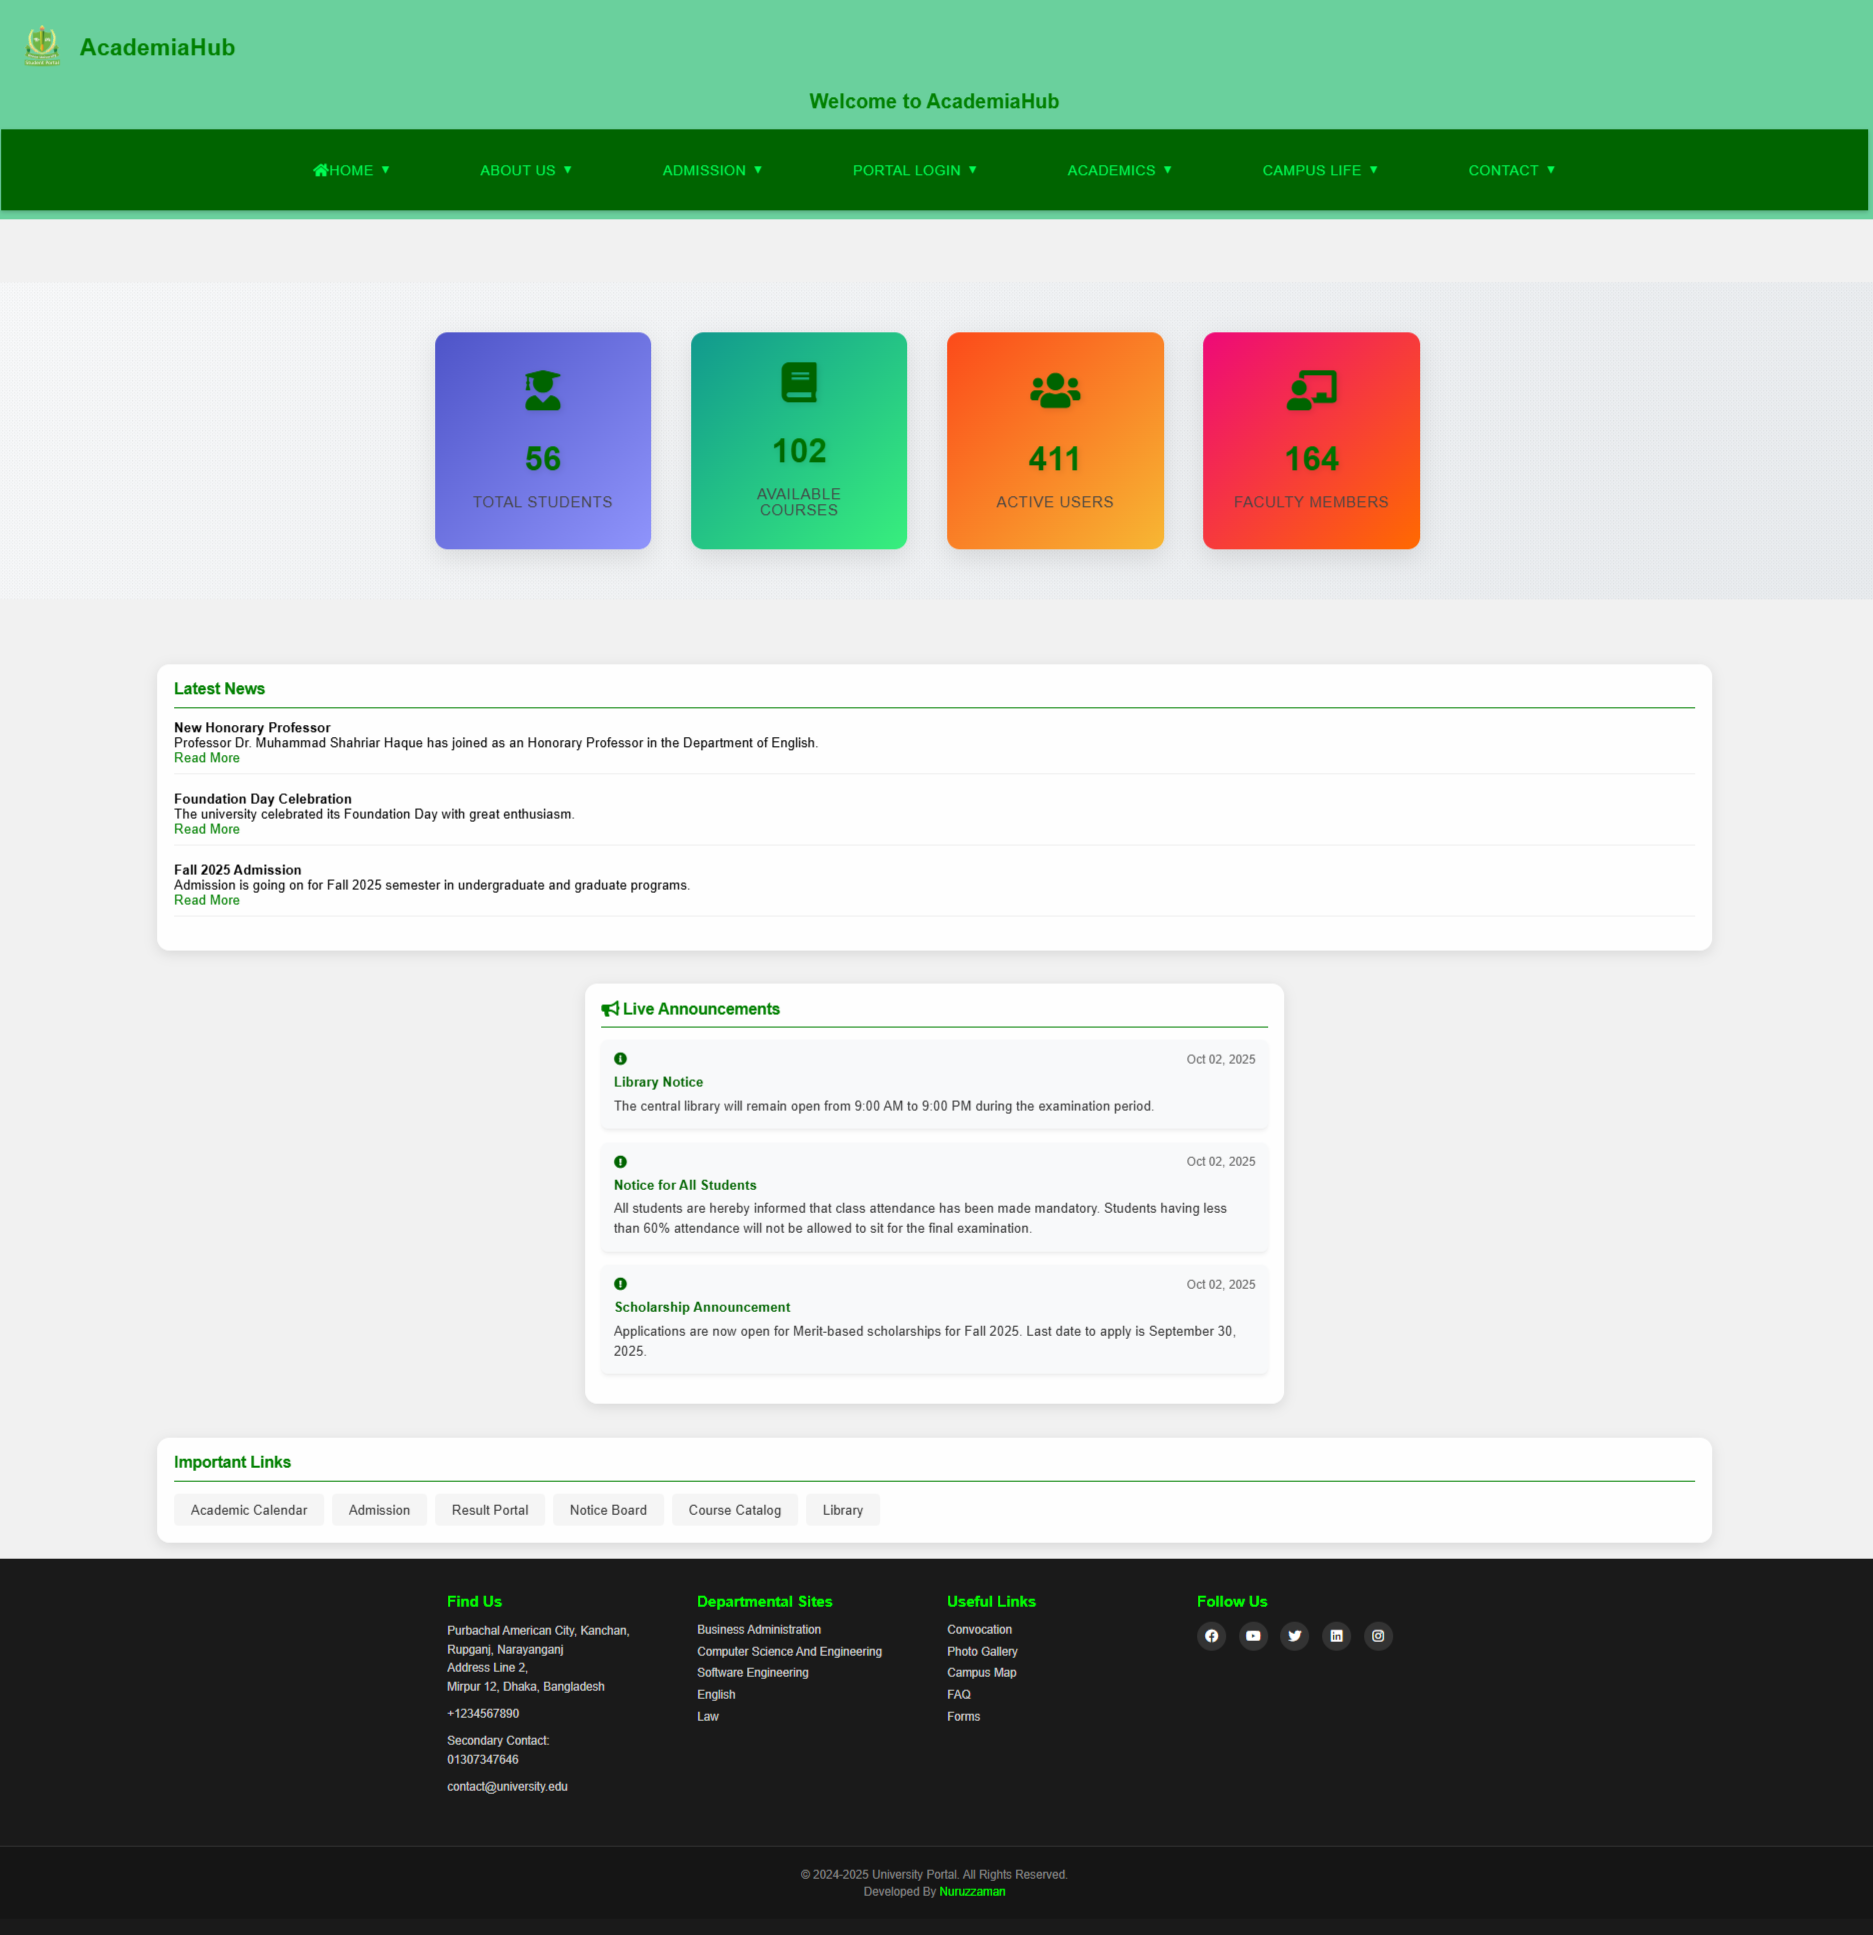 AcademiaHub
Welcome to AcademiaHub
HOME ▼ ABOUT US ▼ ADMISSION ▼ PORTAL LOGIN ▼ ACADEMICS ▼ CAMPUS LIFE ▼ CONTACT ▼
56
TOTAL STUDENTS
102
AVAILABLE
COURSES
411
ACTIVE USERS
164
FACULTY MEMBERS
Latest News
New Honorary Professor
Professor Dr. Muhammad Shahriar Haque has joined as an Honorary Professor in the Department of English.
Read More
Foundation Day Celebration
The university celebrated its Foundation Day with great enthusiasm.
Read More
Fall 2025 Admission
Admission is going on for Fall 2025 semester in undergraduate and graduate programs.
Read More
Live Announcements
Oct 02, 2025
Library Notice
The central library will remain open from 9:00 AM to 9:00 PM during the examination period.
Oct 02, 2025
Notice for All Students
All students are hereby informed that class attendance has been made mandatory. Students having less
than 60% attendance will not be allowed to sit for the final examination.
Oct 02, 2025
Scholarship Announcement
Applications are now open for Merit-based scholarships for Fall 2025. Last date to apply is September 30,
2025.
Important Links
Academic Calendar Admission Result Portal Notice Board Course Catalog Library
Find Us
Purbachal American City, Kanchan,
Rupganj, Narayanganj
Address Line 2,
Mirpur 12, Dhaka, Bangladesh
+1234567890
Secondary Contact:
01307347646
contact@university.edu
Departmental Sites
Business Administration
Computer Science And Engineering
Software Engineering
English
Law
Useful Links
Convocation
Photo Gallery
Campus Map
FAQ
Forms
Follow Us
© 2024-2025 University Portal. All Rights Reserved.
Developed By Nuruzzaman